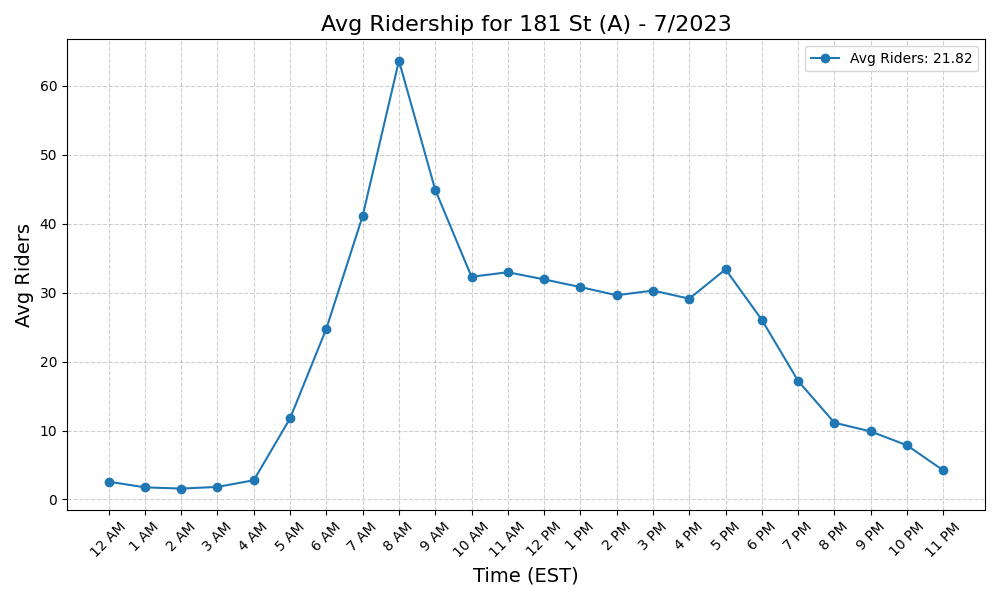 Avg Ridership for 181 St (A) - 7/2023
Avg Riders: 21.82
Avg Riders
60
50
40
30
20
10
0
12 AM
1 AM
2 AM
3 AM
4 AM
5 AM
6 AM
7 AM
8 AM
9 AM
10 AM
11 AM
12 PM
1 PM
2 PM
3 PM
4 PM
5 PM
6 PM
7 PM
8 PM
9 PM
10 PM
11 PM
Time (EST)